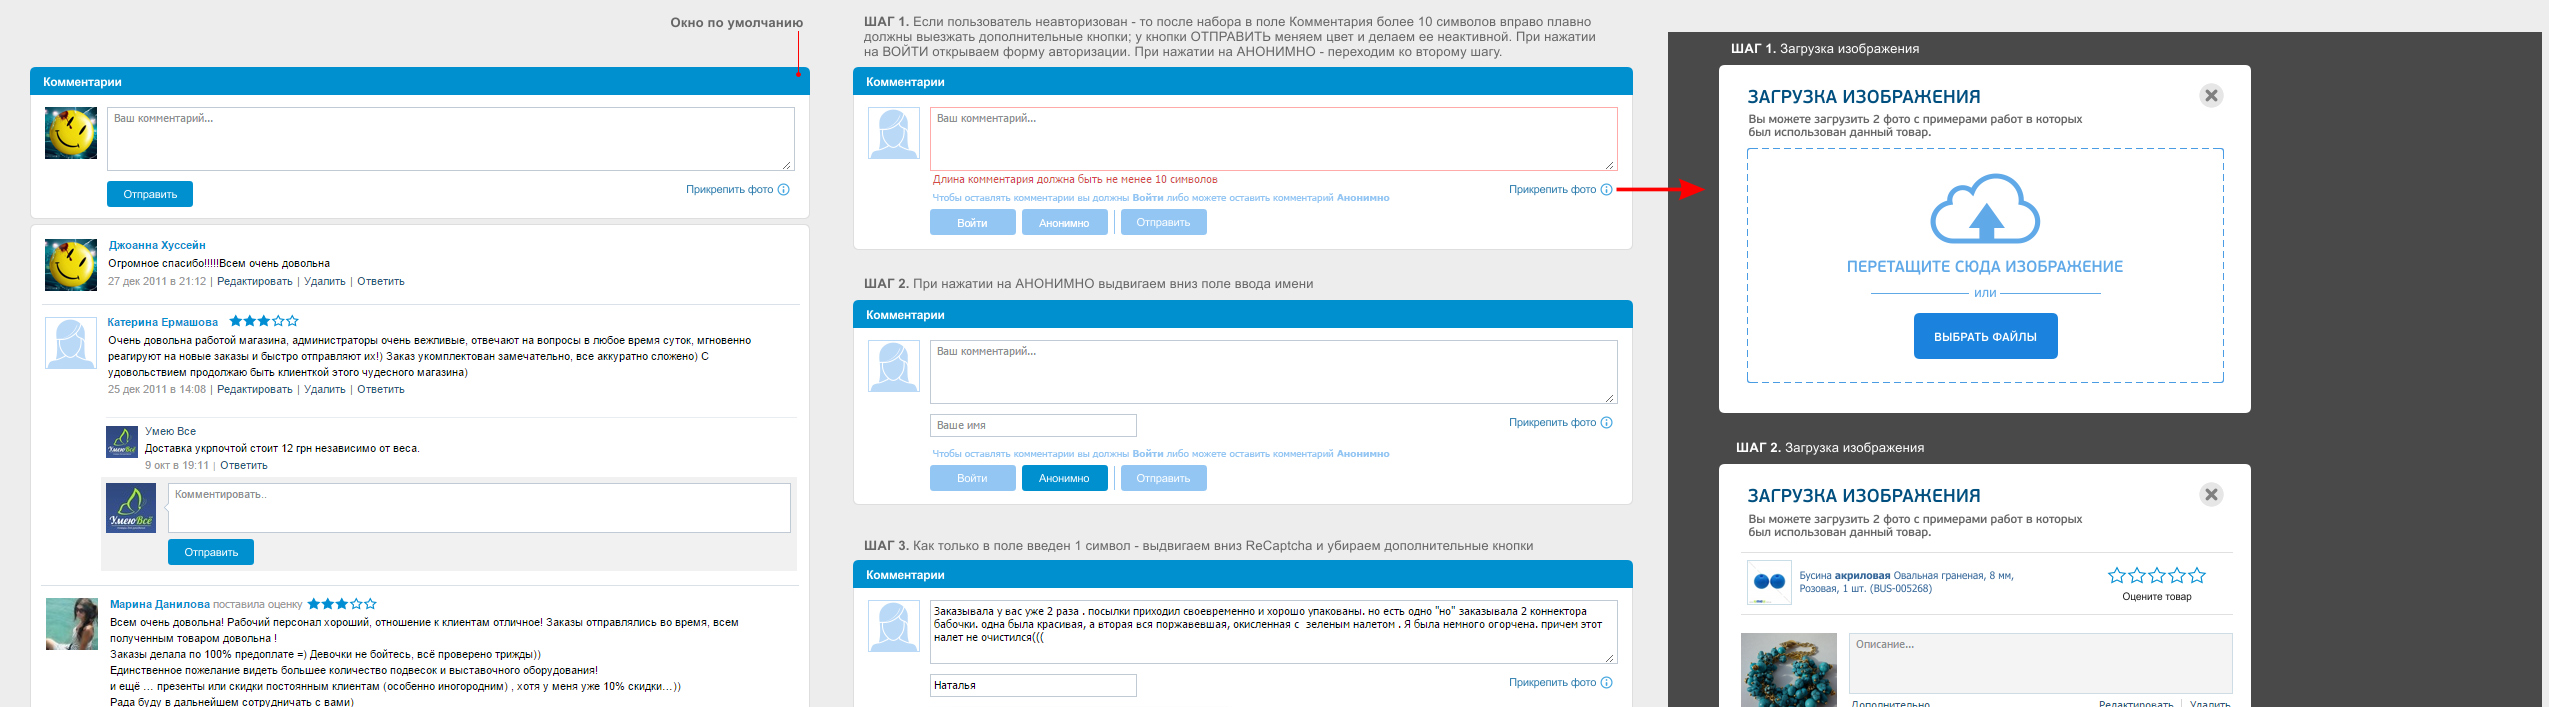 Окно по умолчанию
Комментарии
Ваш комментарий...
Отправить
Прикрепить фото
Джоанна Хуссейн
Огромное спасибо!!!!!Всем очень довольна
27 дек 2011 в 21:12 | Редактировать | Удалить | Ответить
Катерина Ермашова
Очень довольна работой магазина, администраторы очень вежливые, отвечают на вопросы в любое время суток, мгновенно
реагируют на новые заказы и быстро отправляют их!) Заказ укомплектован замечательно, все аккуратно сложено) С
удовольствием продолжаю быть клиенткой этого чудесного магазина)
25 дек 2011 в 14:08 | Редактировать | Удалить | Ответить
Умею Все
Доставка укрпочтой стоит 12 грн независимо от веса.
9 окт в 19:11 | Ответить
УмеюВсё
Комментировать..
Отправить
Марина Данилова поставила оценку
Всем очень довольна! Рабочий персонал хороший, отношение к клиентам отличное! Заказы отправлялись во время, всем
полученным товаром довольна !
Заказы делала по 100% предоплате =) Девочки не бойтесь, всё проверено трижды))
Единственное пожелание видеть большее количество подвесок и выставочного оборудования!
и ещё ... презенты или скидки постоянным клиентам (особенно иногородним) , хотя у меня уже 10% скидки...))
Рада буду в дальнейшем сотрудничать с вами)
ШАГ 1. Если пользователь неавторизован - то после набора в поле Комментария более 10 символов вправо плавно
должны выезжать дополнительные кнопки; у кнопки ОТПРАВИТЬ меняем цвет и делаем ее неактивной. При нажатии
на ВОЙТИ открываем форму авторизации. При нажатии на АНОНИМНО - переходим ко второму шагу.
Комментарии
Ваш комментарий...
Длина комментария должна быть не менее 10 символов
Прикрепить фото
Чтобы оставлять комментарии вы должны Войти либо можете оставить комментарий Анонимно
Войти Анонимно Отправить
ШАГ 2. При нажатии на АНОНИМНО выдвигаем вниз поле ввода имени
Комментарии
Ваш комментарий...
Ваше имя
Прикрепить фото
Чтобы оставлять комментарии вы должны Войти либо можете оставить комментарий Анонимно
Войти Анонимно Отправить
ШАГ 3. Как только в поле введен 1 символ - выдвигаем вниз ReCaptcha и убираем дополнительные кнопки
Комментарии
Заказывала у вас уже 2 раза . посылки приходил своевременно и хорошо упакованы. но есть одно "но" заказывала 2 коннектора
бабочки. одна была красивая, а вторая вся поржавевшая, окисленная с зеленым налетом . Я была немного огорчена. причем этот
налет не очистился(((
Наталья
Прикрепить фото
ШАГ 1. Загрузка изображения
ЗАГРУЗКА ИЗОБРАЖЕНИЯ
Вы можете загрузить 2 фото с примерами работ в которых
был использован данный товар.
ПЕРЕТАЩИТЕ СЮДА ИЗОБРАЖЕНИЕ
или
ВЫБРАТЬ ФАЙЛЫ
ШАГ 2. Загрузка изображения
ЗАГРУЗКА ИЗОБРАЖЕНИЯ
Вы можете загрузить 2 фото с примерами работ в которых
был использован данный товар.
Бусина акриловая Овальная граненая, 8 мм,
Розовая, 1 шт. (BUS-005268)
Оцените товар
Описание...
Дополнительно
Редактировать | Удалить